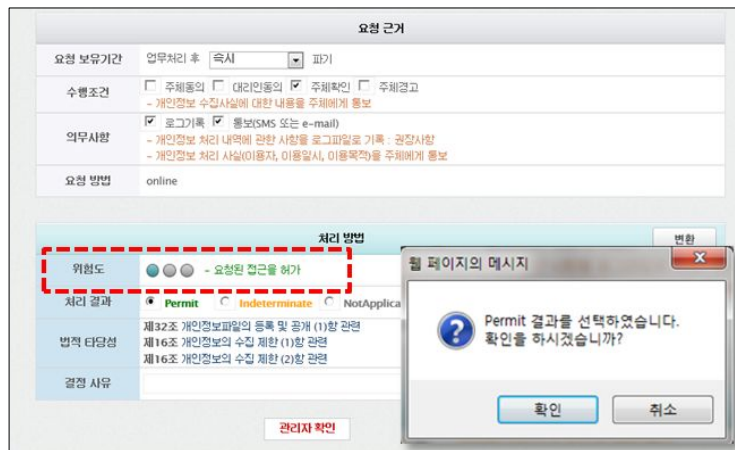 요청 근거
요청 보유기간 업무처리 후 즉시 파기
수행조건 주체동의 대리인동의 주체확인 주체경고
- 개인정보 수집사실에 대한 내용을 주체에게 통보
의무사항 로그기록 통보(SMS 또는 e-mail)
- 개인정보 처리 내역에 관한 사항을 로그파일로 기록 : 권장사항
- 개인정보 처리 사실(이용자, 이용일시, 이용목적)을 주체에게 통보
요청 방법 online
처리 방법 변환
위험도 - 요청된 접근을 허가
처리 결과 Permit Indeterminate NotApplica
법적 타당성 제32조 개인정보파일의 등록 및 공개 (1)항 관련
제16조 개인정보의 수집 제한 (1)항 관련
제16조 개인정보의 수집 제한 (2)항 관련
결정 사유
관리자 확인
웹 페이지의 메시지
Permit 결과를 선택하였습니다.
확인을 하시겠습니까?
확인 취소